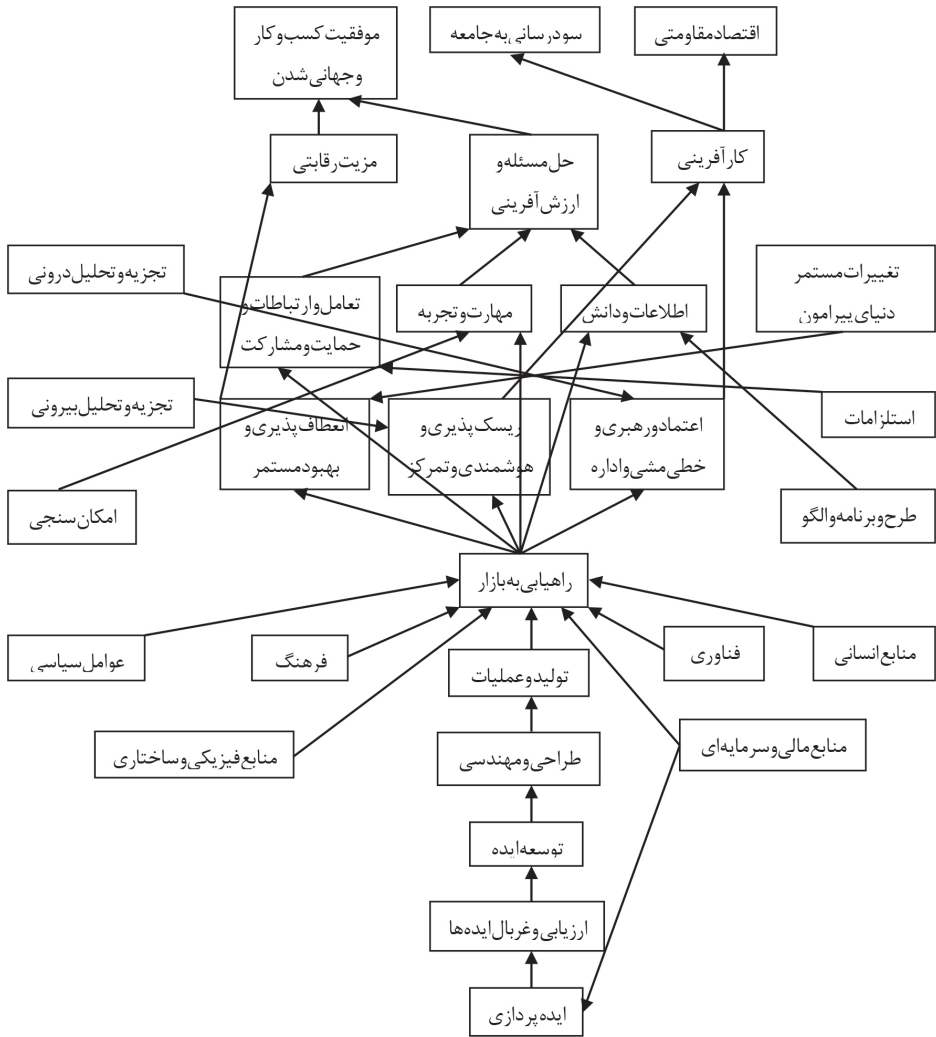 اقتصاد مقاومتی
سودرسانی به جامعه
موفقیت کسب و کار
و جهانی شدن
کارآفرینی
حل مسئله و
ارزش آفرینی
مزیت رقابتی
تغییرات مستمر
دنیای پیرامون
اطلاعات و دانش
مهارت و تجربه
تعامل و ارتباطات و
حمایت و مشارکت
تجزیه و تحلیل درونی
استلزامات
اعتماد و رهبری و
خطی مشی و اداره
ریسک پذیری و
هوشمندی و تمرکز
انعطاف پذیری و
بهبود مستمر
تجزیه و تحلیل بیرونی
طرح و برنامه و الگو
امکان سنجی
راهیابی به بازار
منابع انسانی
فناوری
تولید و عملیات
فرهنگ
عوامل سیاسی
منابع مالی و سرمایه ای
طراحی و مهندسی
منابع فیزیکی و ساختاری
توسعه ایده
ارزیابی و غربال ایده ها
ایده پردازی